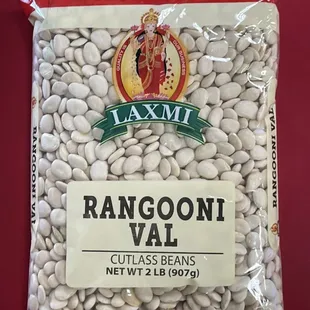 LAXMI
RANGOONI
VAL
CUTLASS BEANS
NET WT 2 LB (907g)
RANGOONI VAL
RANGOONI VAL